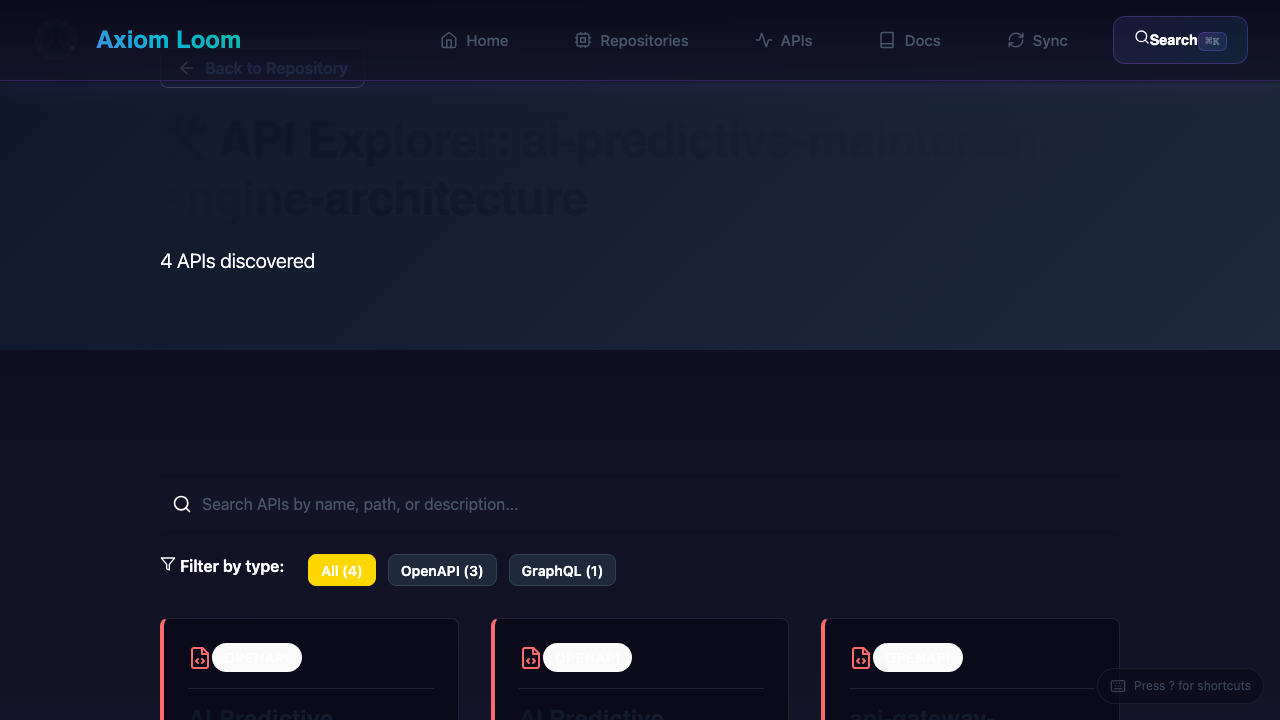 Axiom Loom
Home
Repositories
APIs
Docs
Sync
Search ⌘K
Back to Repository
API Explorer: ai-predictive-maintenance-
engine-architecture
4 APIs discovered
Search APIs by name, path, or description...
Filter by type:
All (4)
OpenAPI (3)
GraphQL (1)
OPENAPI
OPENAPI
OPENAPI
AI Predictive
AI Predictive
api-gateway-
Press ? for shortcuts